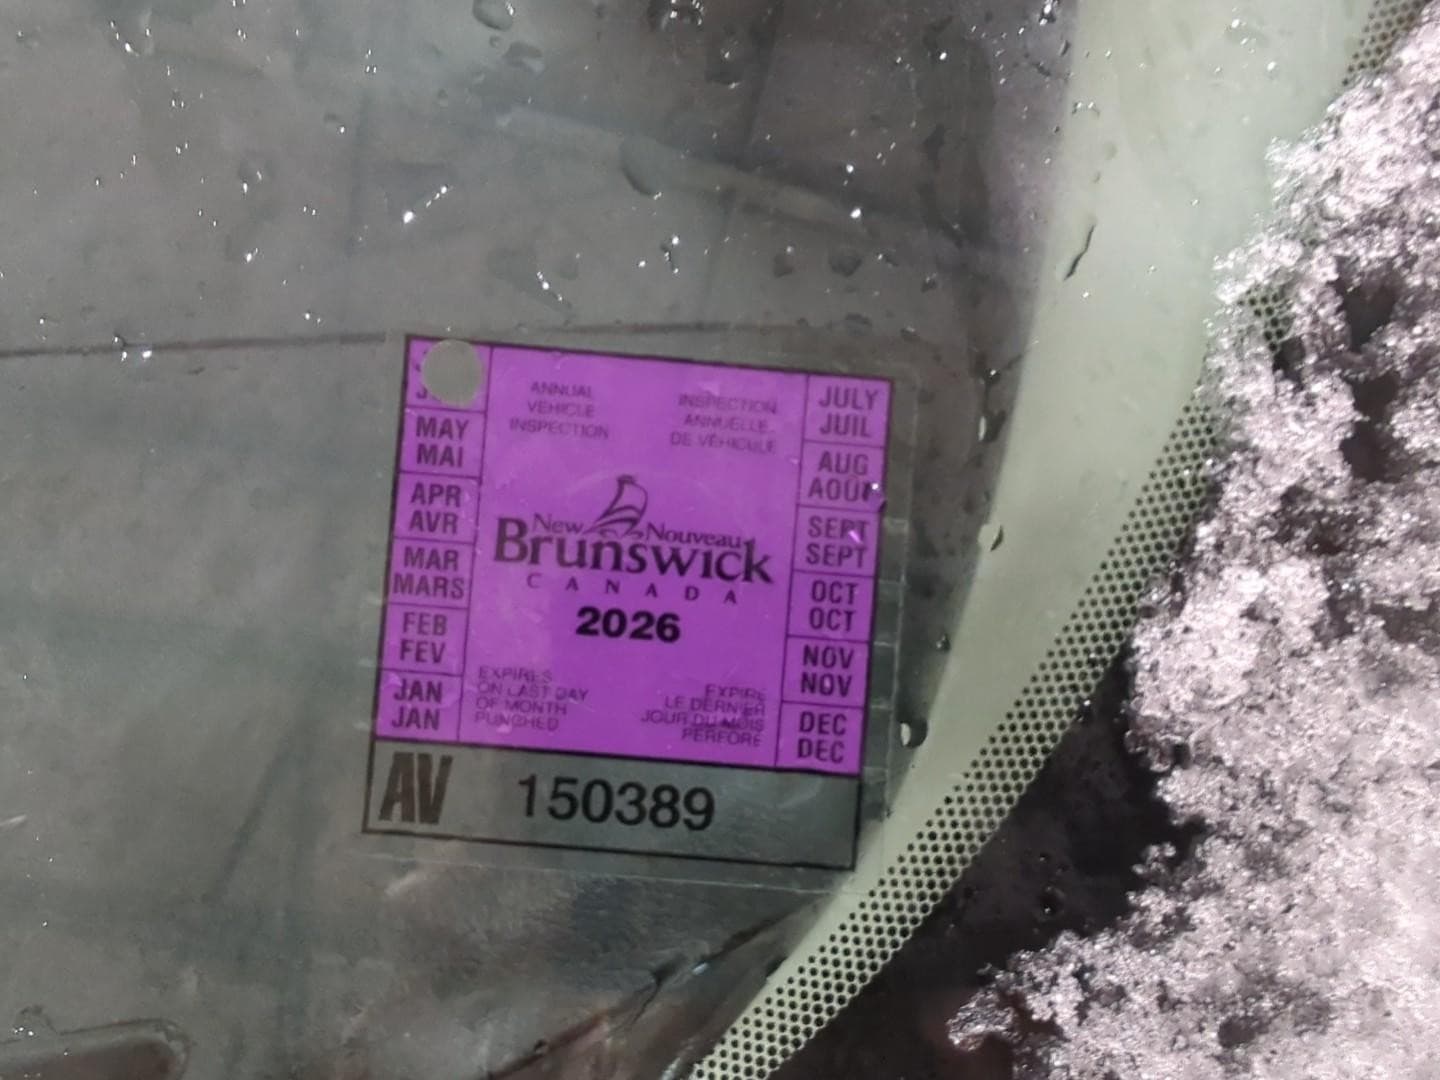 ANNUAL
VEHICLE
INSPECTION
INSPECTION
ANNUELLE
DE VÉHICULE
MAY
MAI
APR
AVR
MAR
MARS
FEB
FEV
JAN
JAN
JULY
JUIL
AUG
AOUT
SEPT
SEPT
OCT
OCT
NOV
NOV
DEC
DEC
New Nouveau
Brunswick
CANADA
2026
EXPIRES
ON LAST DAY
OF MONTH
PUNCHED
EXPIRE
LE DERNIER
JOUR DU MOIS
PERFORÉ
AV 150389